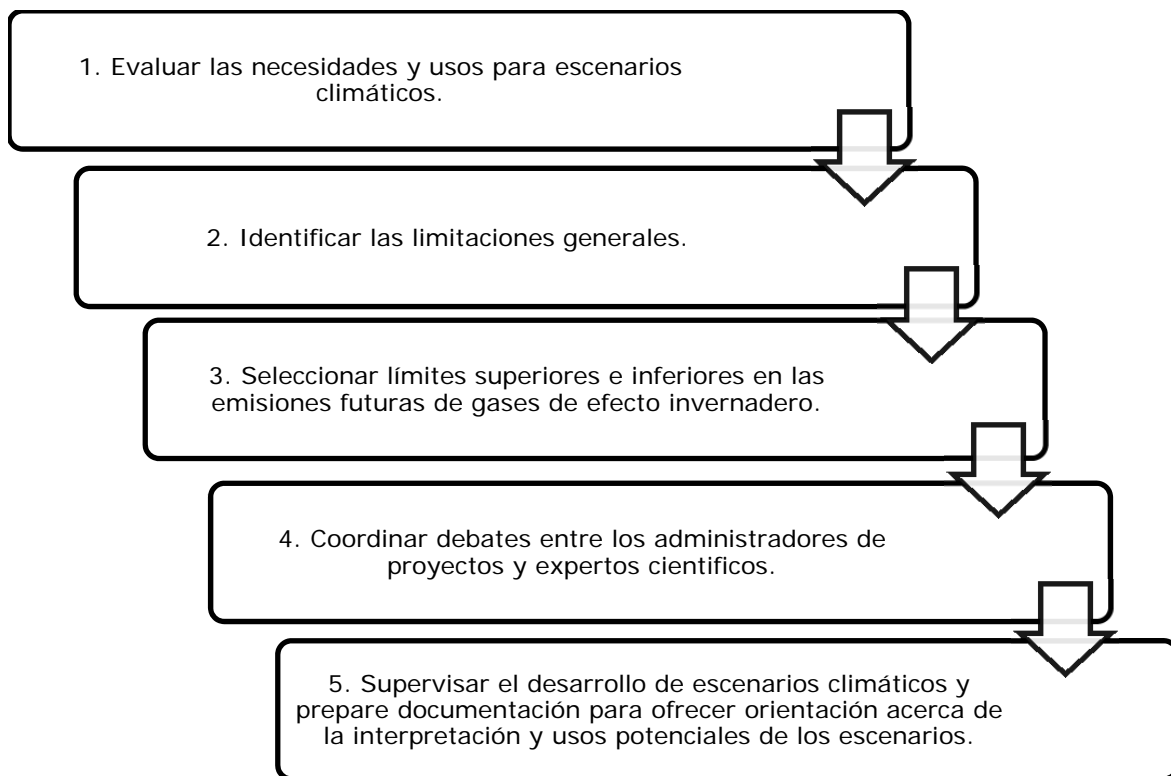 1. Evaluar las necesidades y usos para escenarios
climáticos.
2. Identificar las limitaciones generales.
3. Seleccionar límites superiores e inferiores en las
emisiones futuras de gases de efecto invernadero.
4. Coordinar debates entre los administradores de
proyectos y expertos cientificos.
5. Supervisar el desarrollo de escenarios climáticos y
prepare documentación para ofrecer orientación acerca de
la interpretación y usos potenciales de los escenarios.